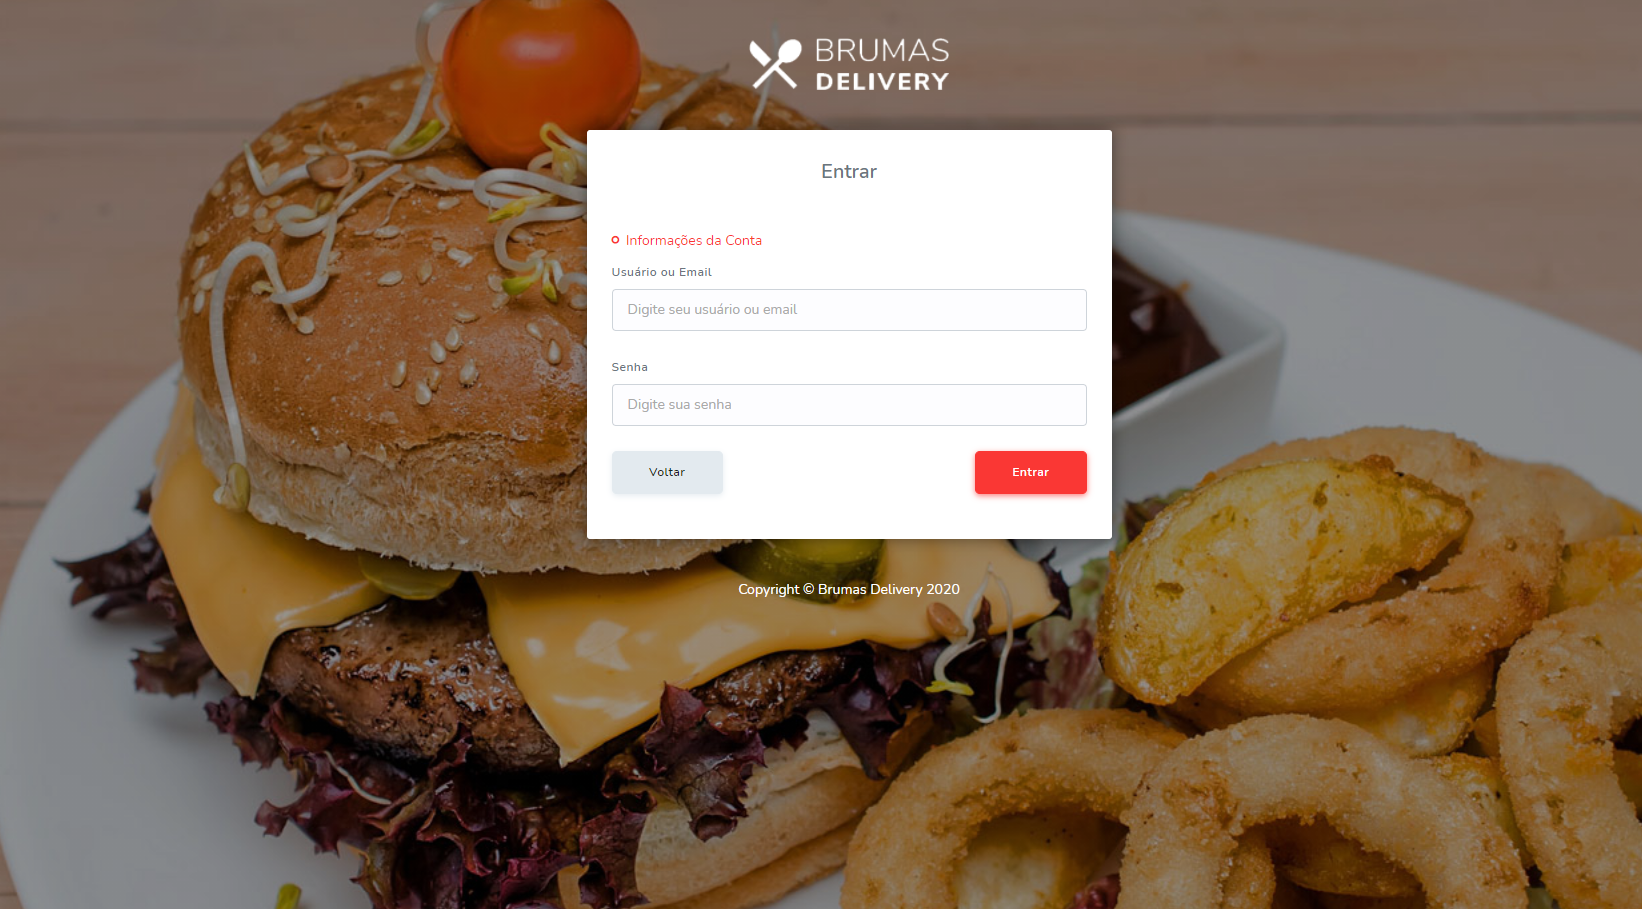 BRUMAS
DELIVERY
Entrar
Informações da Conta
Usuário ou Email
Digite seu usuário ou email
Senha
Digite sua senha
Voltar
Entrar
Copyright © Brumas Delivery 2020